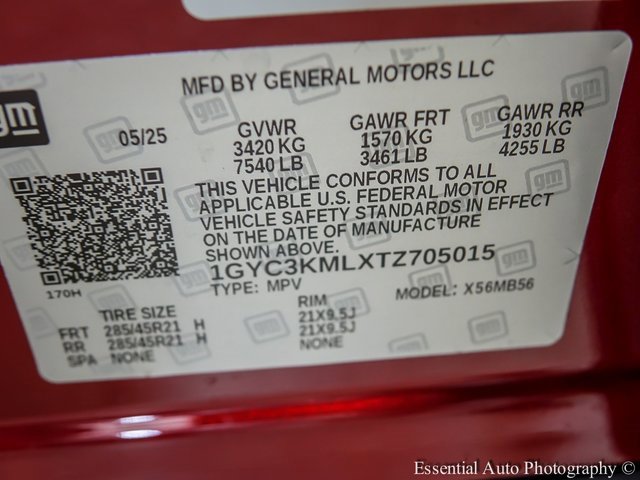 MFD BY GENERAL MOTORS LLC
gm
05/25
GVWR
3420 KG
7540 LB
GAWR FRT
1570 KG
3461 LB
GAWR RR
1930 KG
4255 LB
THIS VEHICLE CONFORMS TO ALL
APPLICABLE U.S. FEDERAL MOTOR
VEHICLE SAFETY STANDARDS IN EFFECT
ON THE DATE OF MANUFACTURE
SHOWN ABOVE.
1GYC3KMLXTZ705015
TYPE: MPV
MODEL: X56MB56
170H
TIRE SIZE RIM
FRT 285/45R21 H 21X9.5J
RR 285/45R21 H 21X9.5J
SPA NONE NONE
Essential Auto Photography ©